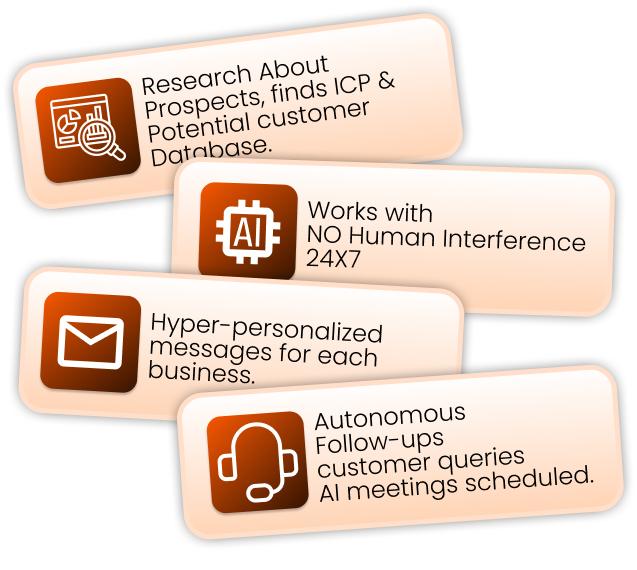 Research About
Prospects, finds ICP &
Potential customer
Database.
AI
Works with
NO Human Interference
24X7
Hyper-personalized
messages for each
business.
Autonomous
Follow-ups
customer queries
AI meetings scheduled.